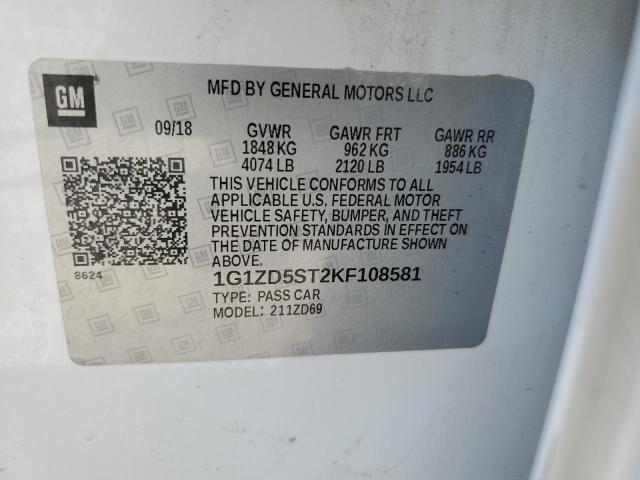 GM
MFD BY GENERAL MOTORS LLC
09/18 GVWR GAWR FRT GAWR RR
1848 KG 962 KG 886 KG
4074 LB 2120 LB 1954 LB
THIS VEHICLE CONFORMS TO ALL
APPLICABLE U.S. FEDERAL MOTOR
VEHICLE SAFETY, BUMPER, AND THEFT
PREVENTION STANDARDS IN EFFECT ON
THE DATE OF MANUFACTURE SHOWN
ABOVE.
8624
1G1ZD5ST2KF108581
TYPE: PASS CAR
MODEL: 211ZD69